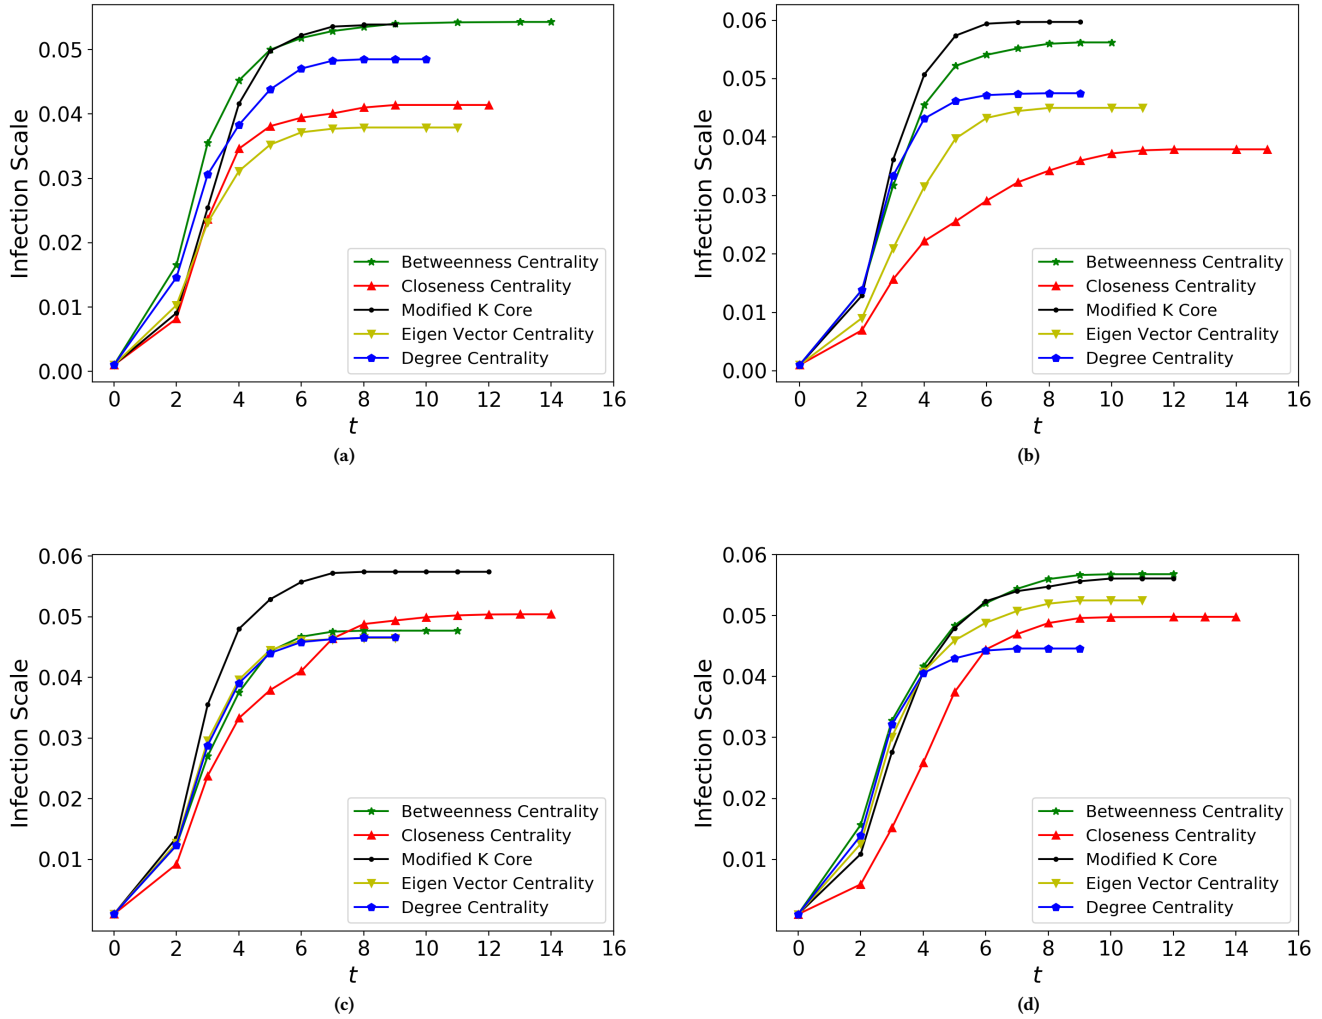 Infection Scale
0.05
0.04
0.03
0.02
0.01
0.00
Betweenness Centrality
Closeness Centrality
Modified K Core
Eigen Vector Centrality
Degree Centrality
0 2 4 6 8 10 12 14 16
t
(a)
Infection Scale
0.06
0.05
0.04
0.03
0.02
0.01
0.00
Betweenness Centrality
Closeness Centrality
Modified K Core
Eigen Vector Centrality
Degree Centrality
0 2 4 6 8 10 12 14 16
t
(b)
Infection Scale
0.06
0.05
0.04
0.03
0.02
0.01
Betweenness Centrality
Closeness Centrality
Modified K Core
Eigen Vector Centrality
Degree Centrality
0 2 4 6 8 10 12 14 16
t
(c)
Infection Scale
0.06
0.05
0.04
0.03
0.02
0.01
Betweenness Centrality
Closeness Centrality
Modified K Core
Eigen Vector Centrality
Degree Centrality
0 2 4 6 8 10 12 14 16
t
(d)